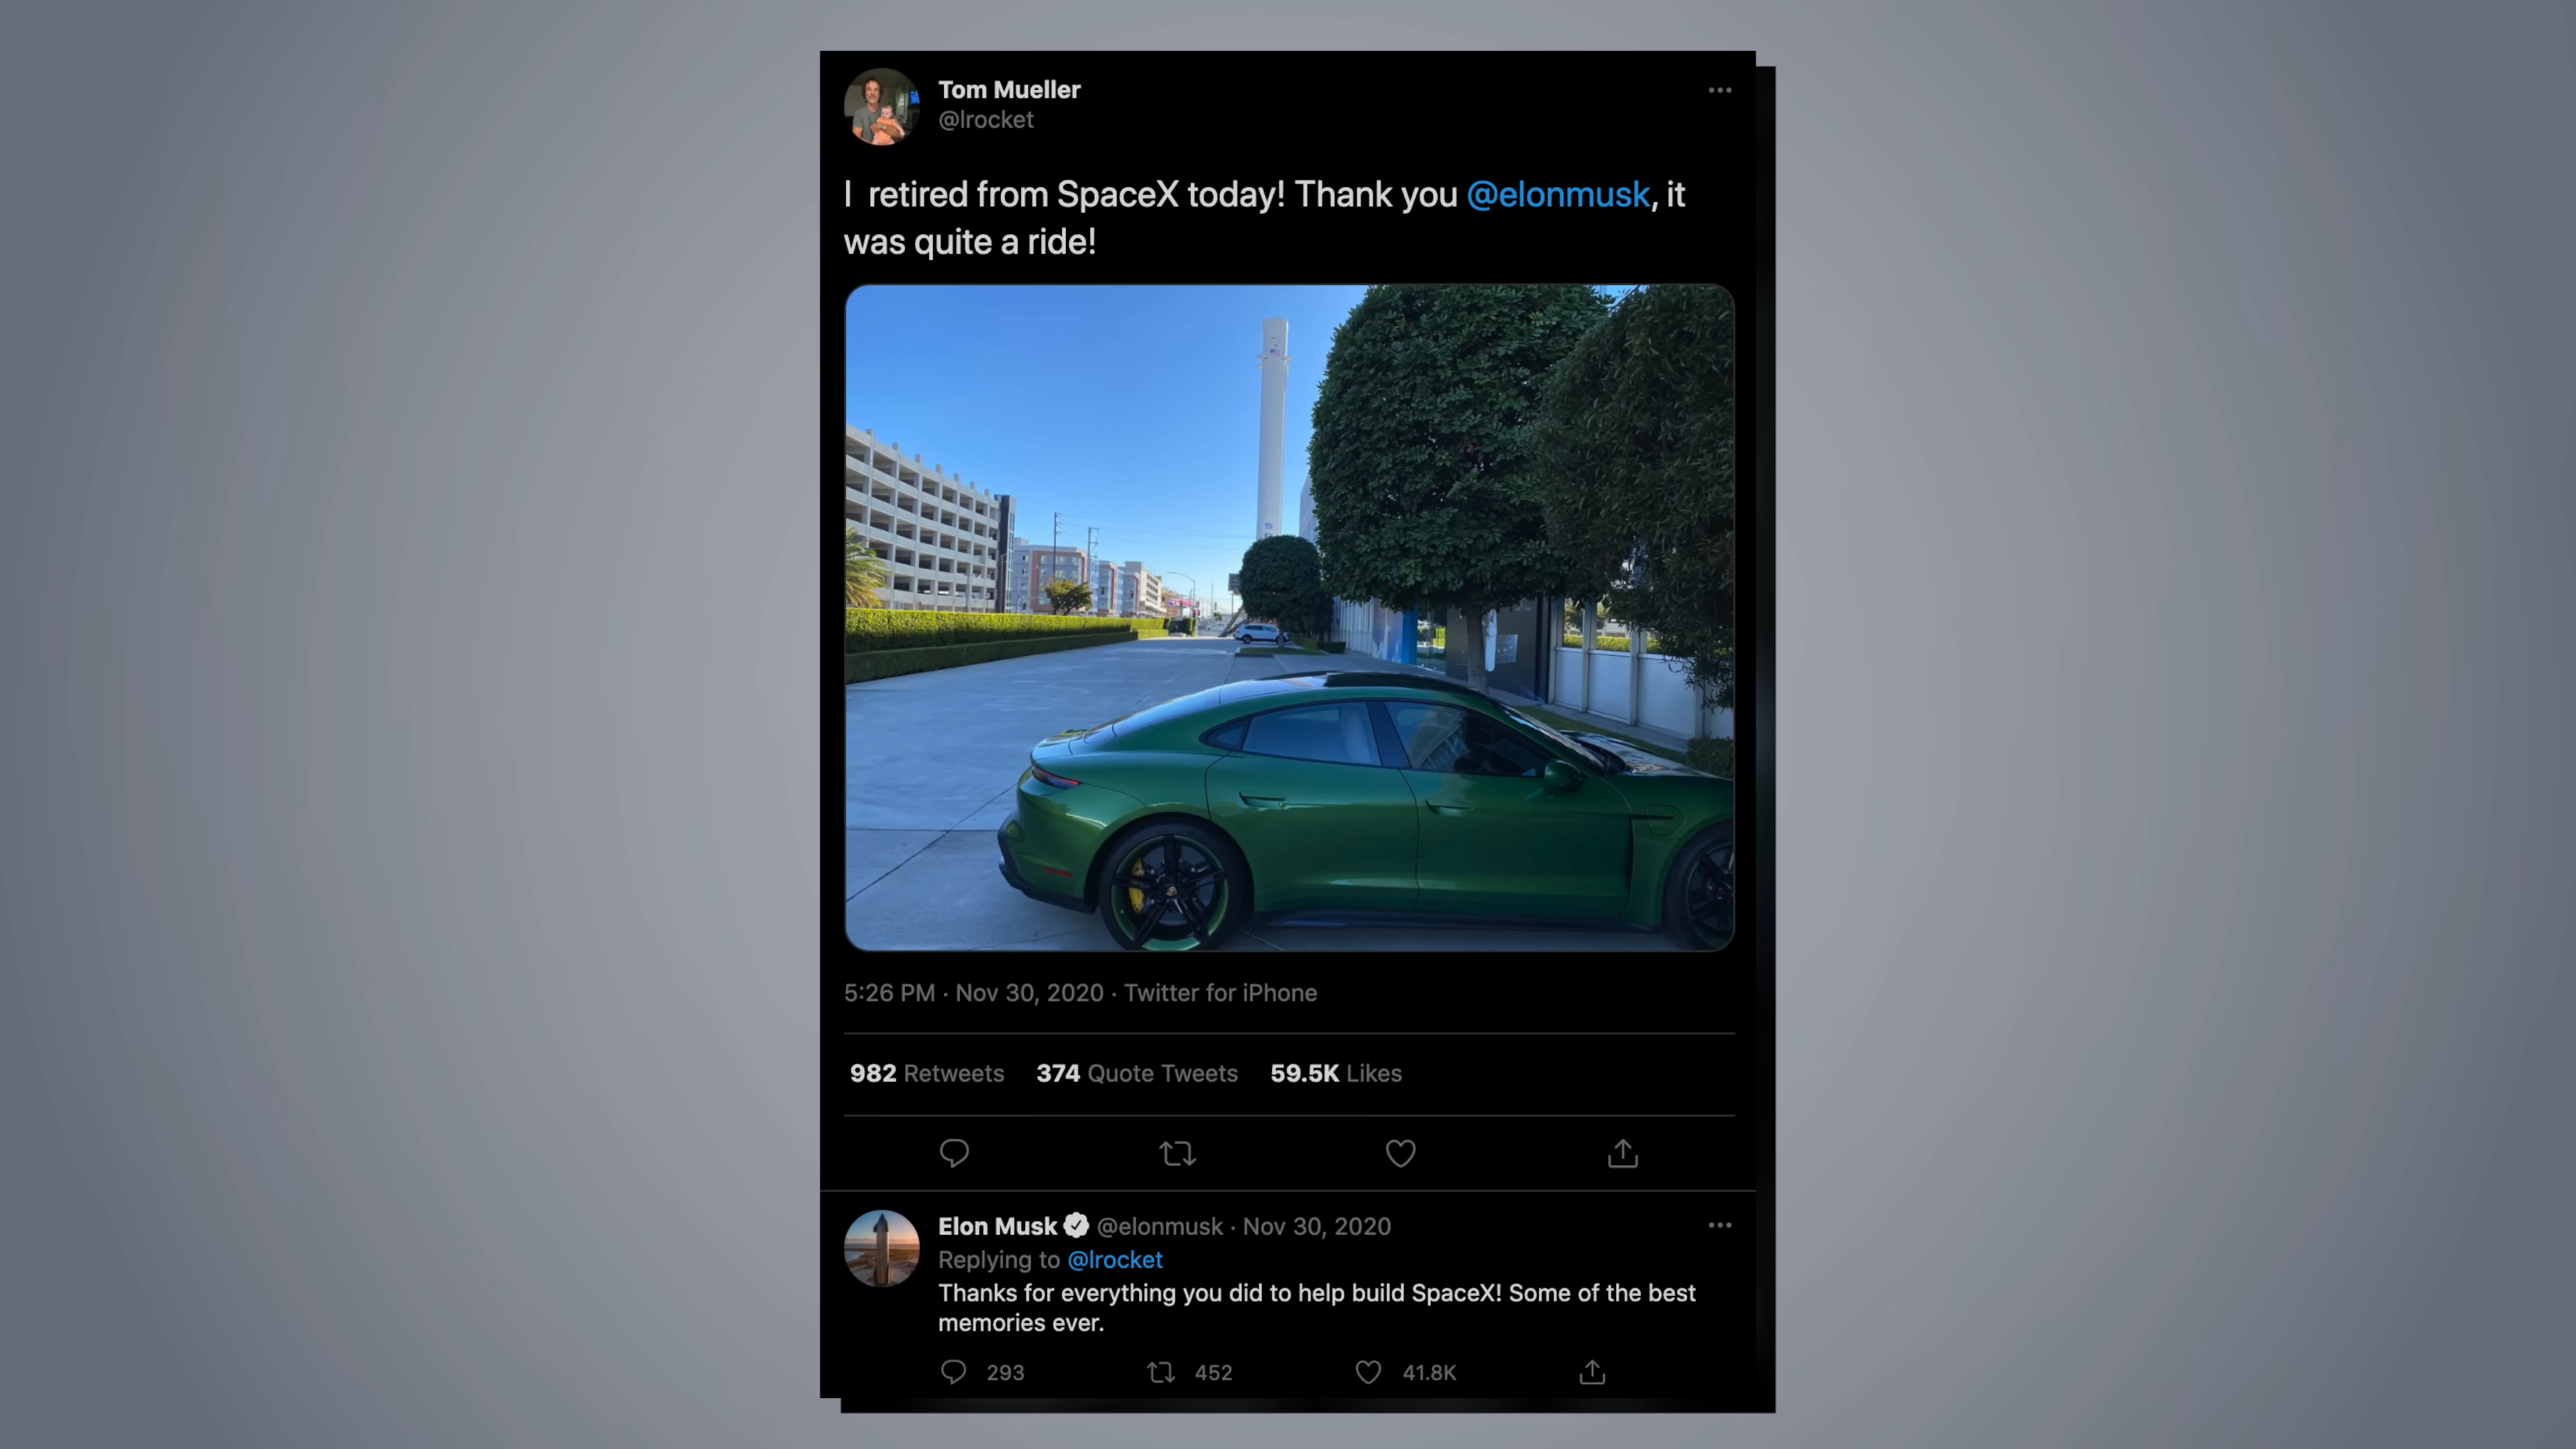 Tom Mueller
@lrocket
I retired from SpaceX today! Thank you @elonmusk, it
was quite a ride!
S
5:26 PM · Nov 30, 2020 · Twitter for iPhone
982 Retweets 374 Quote Tweets 59.5K Likes
Elon Musk @elonmusk · Nov 30, 2020
Replying to @lrocket
Thanks for everything you did to help build SpaceX! Some of the best
memories ever.
293 452 41.8K